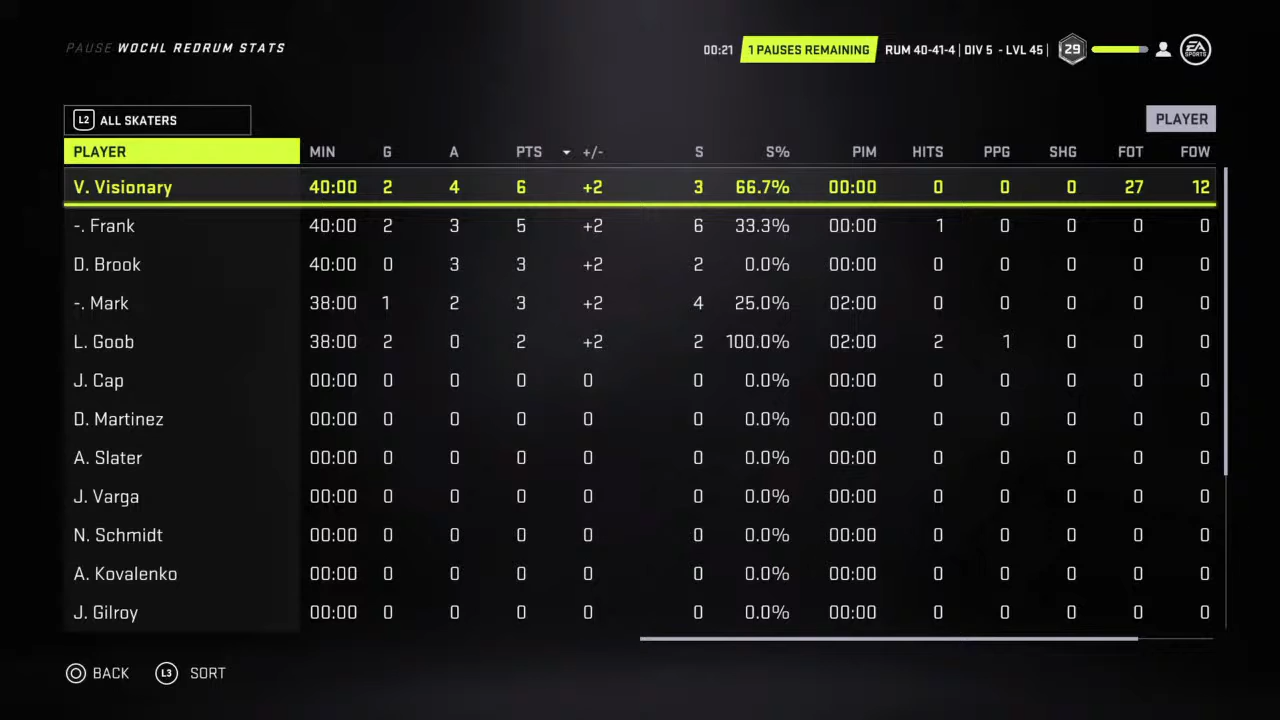 PAUSE WOCHL REDRUM STATS
00:21 1 PAUSES REMAINING RUM 40-41-4 | DIV 5 - LVL 45 | 29 EA SPORTS
L2 ALL SKATERS PLAYER
PLAYER MIN G A PTS +/- S S% PIM HITS PPG SHG FOT FOW
V. Visionary 40:00 2 4 6 +2 3 66.7% 00:00 0 0 0 27 12
-. Frank 40:00 2 3 5 +2 6 33.3% 00:00 1 0 0 0 0
D. Brook 40:00 0 3 3 +2 2 0.0% 00:00 0 0 0 0 0
-. Mark 38:00 1 2 3 +2 4 25.0% 02:00 0 0 0 0 0
L. Goob 38:00 2 0 2 +2 2 100.0% 02:00 2 1 0 0 0
J. Cap 00:00 0 0 0 0 0 0.0% 00:00 0 0 0 0 0
D. Martinez 00:00 0 0 0 0 0 0.0% 00:00 0 0 0 0 0
A. Slater 00:00 0 0 0 0 0 0.0% 00:00 0 0 0 0 0
J. Varga 00:00 0 0 0 0 0 0.0% 00:00 0 0 0 0 0
N. Schmidt 00:00 0 0 0 0 0 0.0% 00:00 0 0 0 0 0
A. Kovalenko 00:00 0 0 0 0 0 0.0% 00:00 0 0 0 0 0
J. Gilroy 00:00 0 0 0 0 0 0.0% 00:00 0 0 0 0 0
BACK L3 SORT